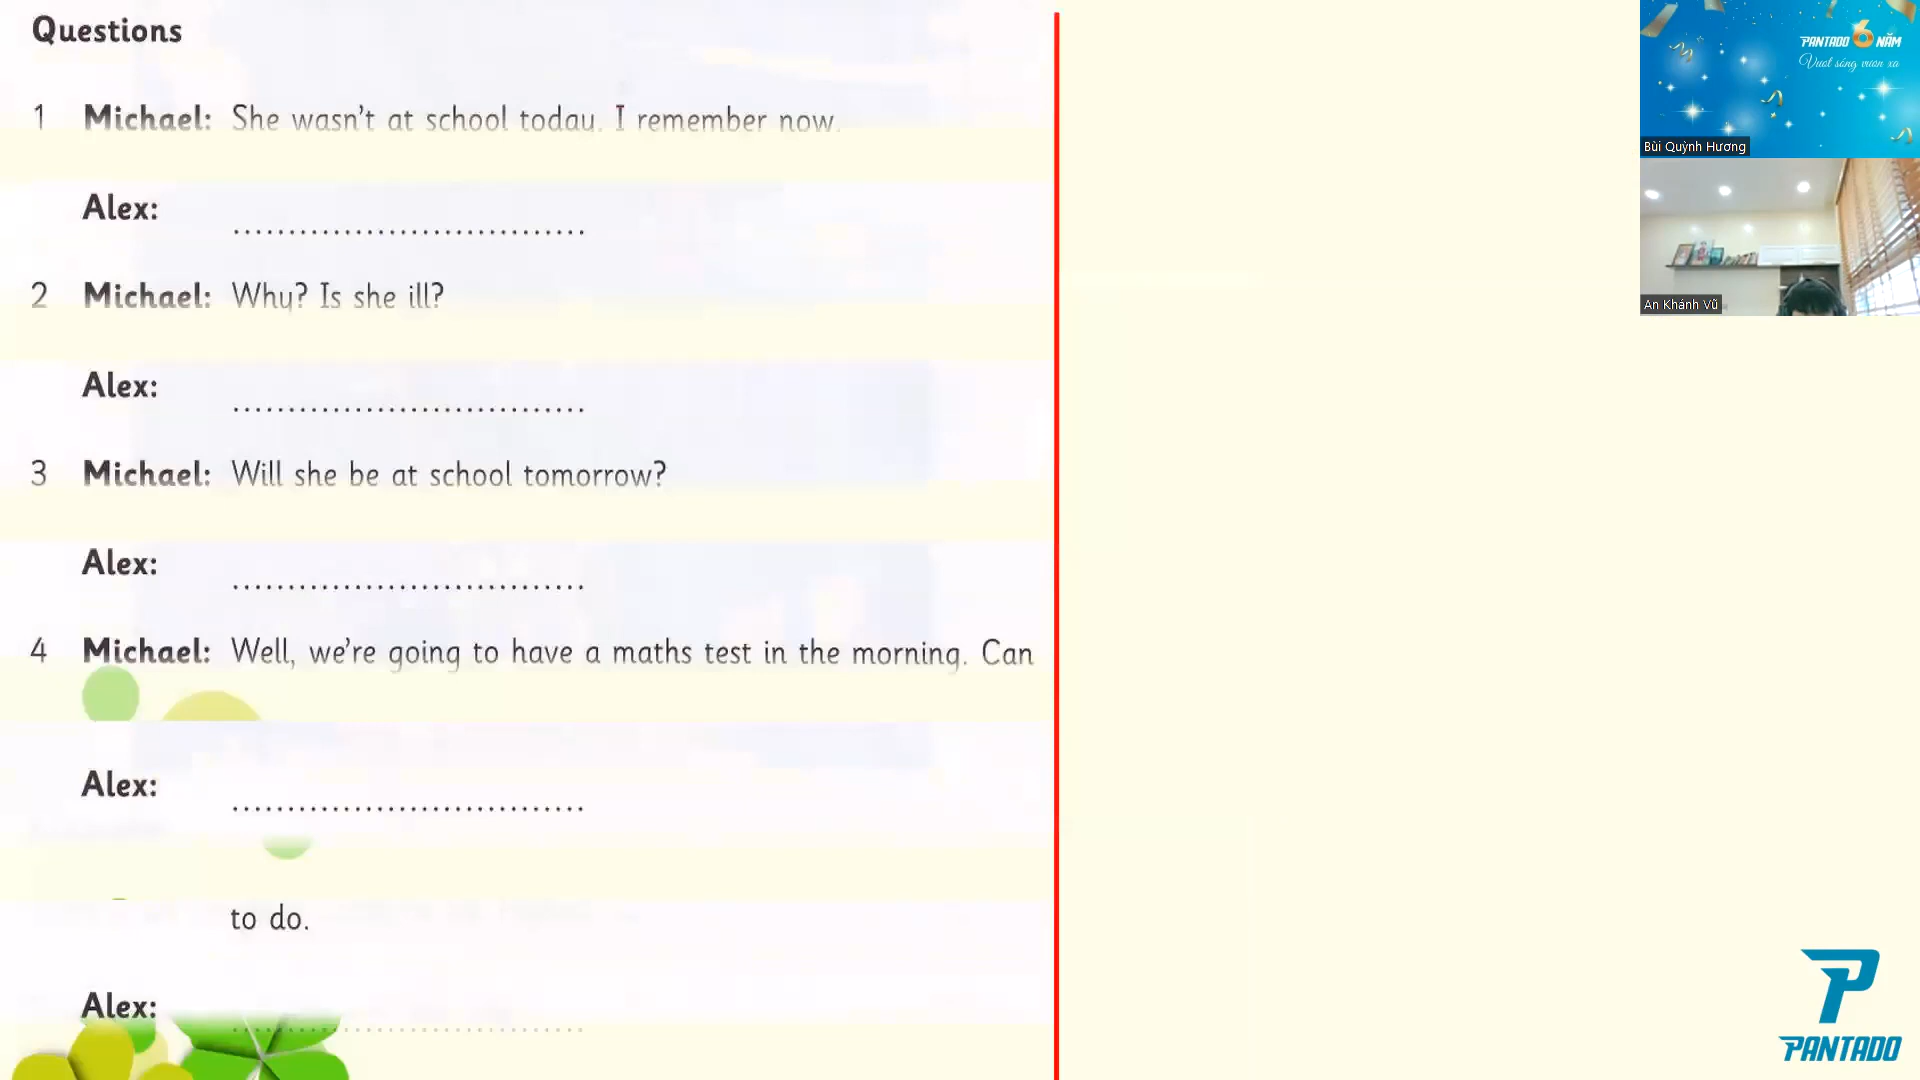 Questions
1 Michael: She wasn't at school today. I remember now.
Alex: ................................
2 Michael: Why? Is she ill?
Alex: ................................
3 Michael: Will she be at school tomorrow?
Alex: ................................
4 Michael: Well, we're going to have a maths test in the morning. Can
Alex: ................................
to do.
Alex: ................................
PANTADO 6 NĂM
Vượt sóng vươn xa
Bùi Quỳnh Hương
An Khánh Vũ
PANTADO